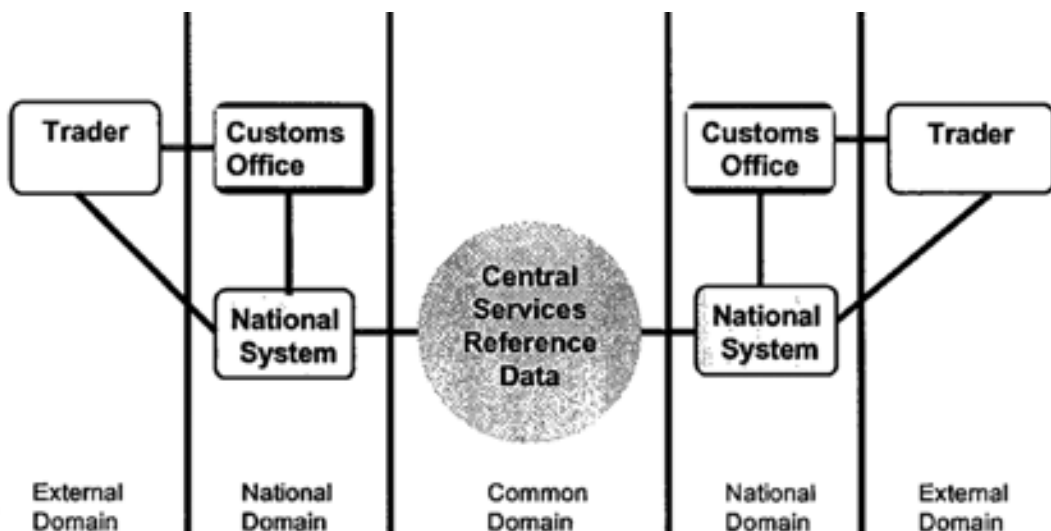 Trader
Customs
Office
Customs
Office
Trader
National
System
Central
Services
Reference
Data
National
System
External
Domain
National
Domain
Common
Domain
National
Domain
External
Domain